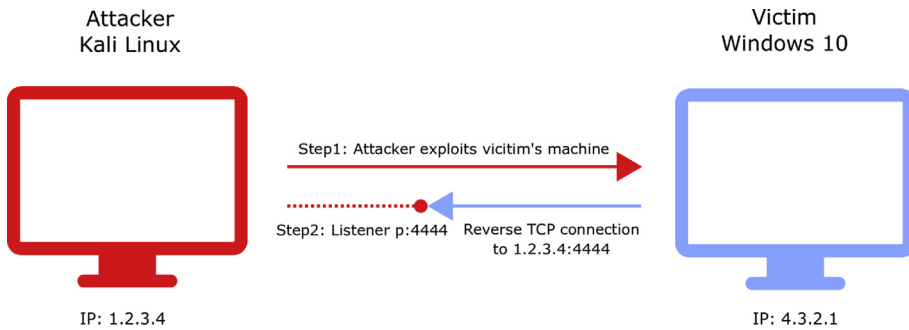 Attacker
Kali Linux
Victim
Windows 10
Step1: Attacker exploits vicitim's machine
Step2: Listener p:4444
Reverse TCP connection
to 1.2.3.4:4444
IP: 1.2.3.4
IP: 4.3.2.1